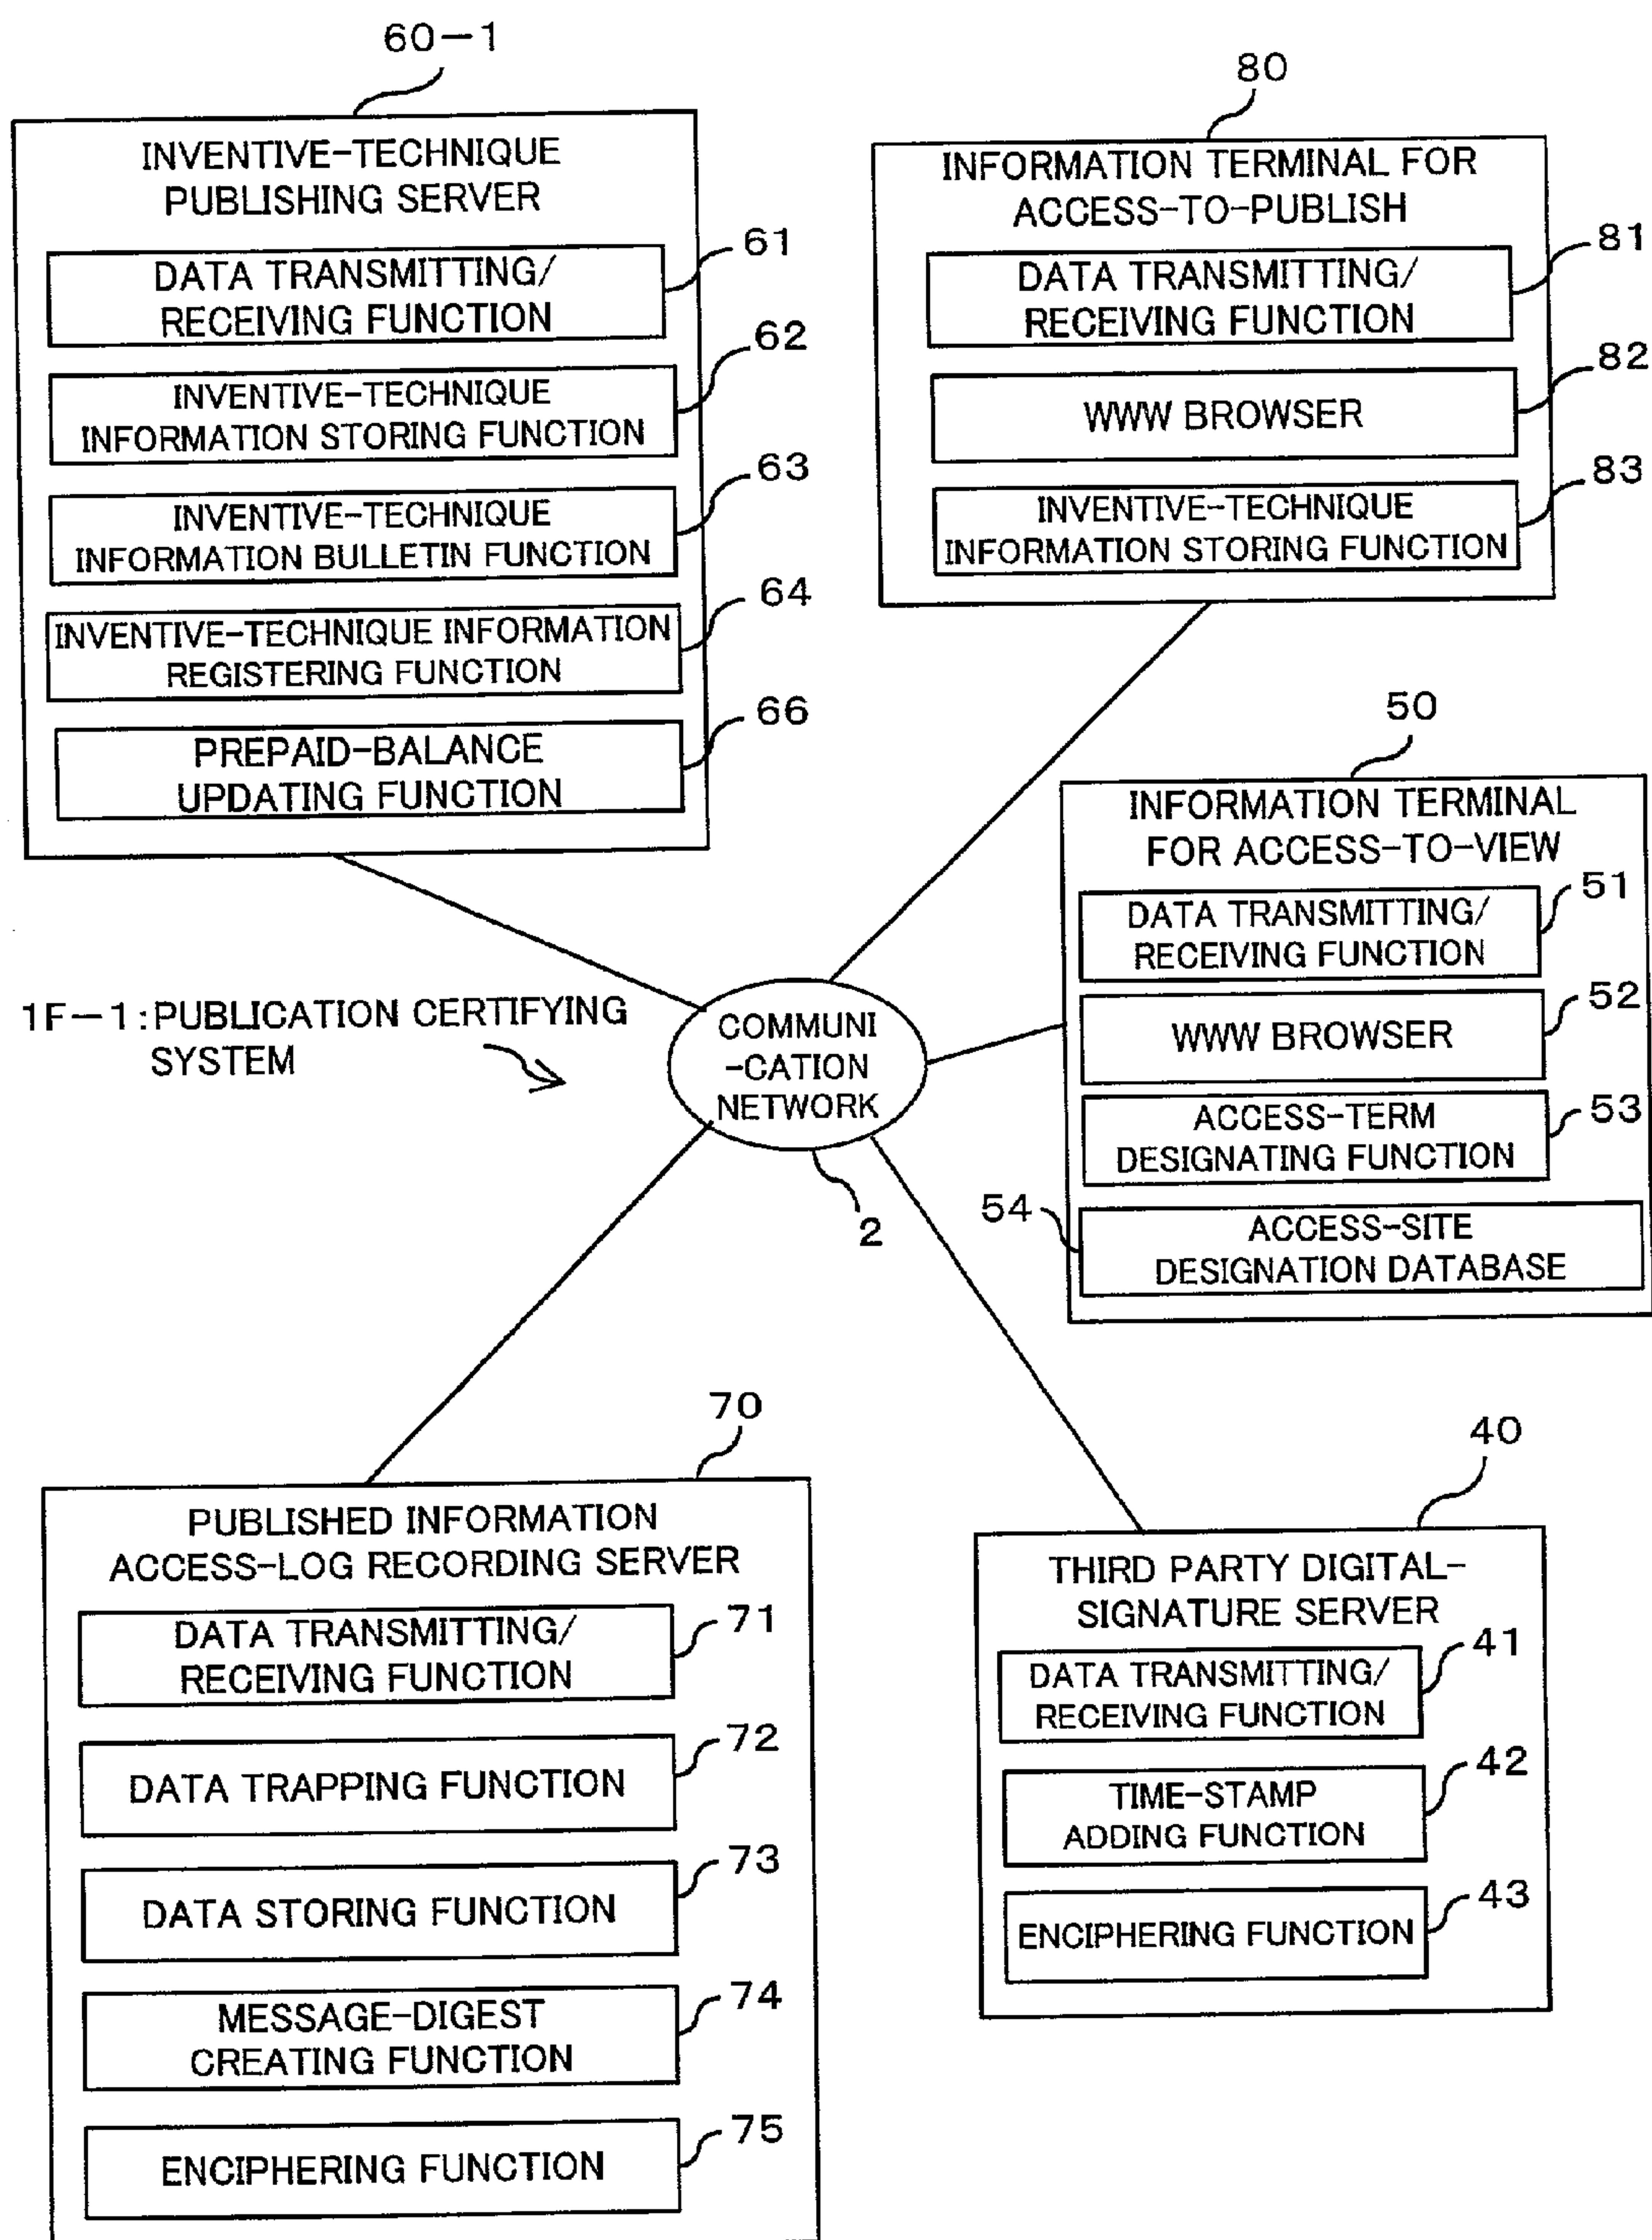 60-1
INVENTIVE-TECHNIQUE
PUBLISHING SERVER
DATA TRANSMITTING/
RECEIVING FUNCTION
61
INVENTIVE-TECHNIQUE
INFORMATION STORING FUNCTION
62
INVENTIVE-TECHNIQUE
INFORMATION BULLETIN FUNCTION
63
INVENTIVE-TECHNIQUE INFORMATION
REGISTERING FUNCTION
64
PREPAID-BALANCE
UPDATING FUNCTION
66
80
INFORMATION TERMINAL FOR
ACCESS-TO-PUBLISH
DATA TRANSMITTING/
RECEIVING FUNCTION
81
WWW BROWSER
82
INVENTIVE-TECHNIQUE
INFORMATION STORING FUNCTION
83
50
INFORMATION TERMINAL
FOR ACCESS-TO-VIEW
DATA TRANSMITTING/
RECEIVING FUNCTION
51
WWW BROWSER
52
ACCESS-TERM
DESIGNATING FUNCTION
53
54
ACCESS-SITE
DESIGNATION DATABASE
1F-1:PUBLICATION CERTIFYING
SYSTEM
COMMUNI
-CATION
NETWORK
2
70
PUBLISHED INFORMATION
ACCESS-LOG RECORDING SERVER
DATA TRANSMITTING/
RECEIVING FUNCTION
71
DATA TRAPPING FUNCTION
72
DATA STORING FUNCTION
73
MESSAGE-DIGEST
CREATING FUNCTION
74
ENCIPHERING FUNCTION
75
40
THIRD PARTY DIGITAL-
SIGNATURE SERVER
DATA TRANSMITTING/
RECEIVING FUNCTION
41
TIME-STAMP
ADDING FUNCTION
42
ENCIPHERING FUNCTION
43